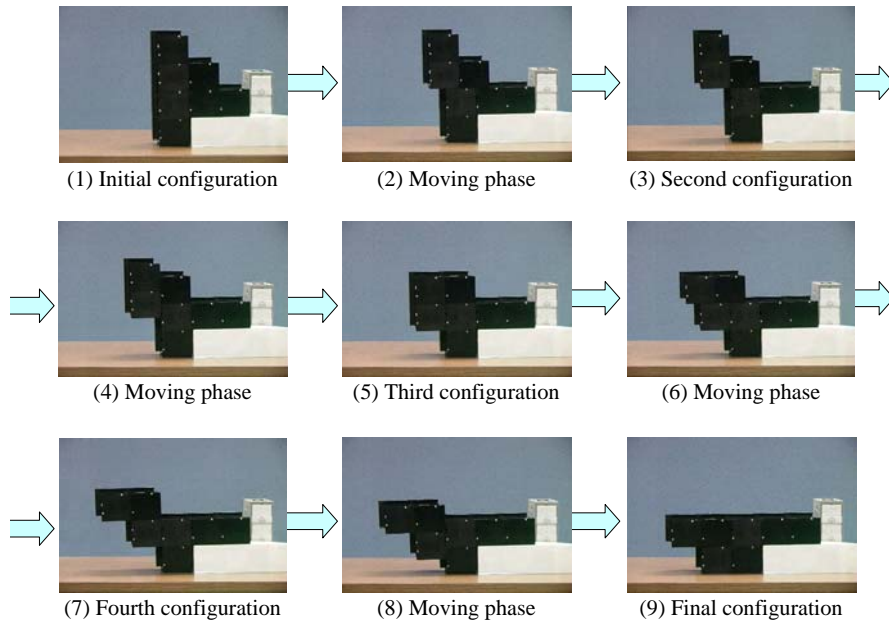 (1) Initial configuration
(2) Moving phase
(3) Second configuration
(4) Moving phase
(5) Third configuration
(6) Moving phase
(7) Fourth configuration
(8) Moving phase
(9) Final configuration